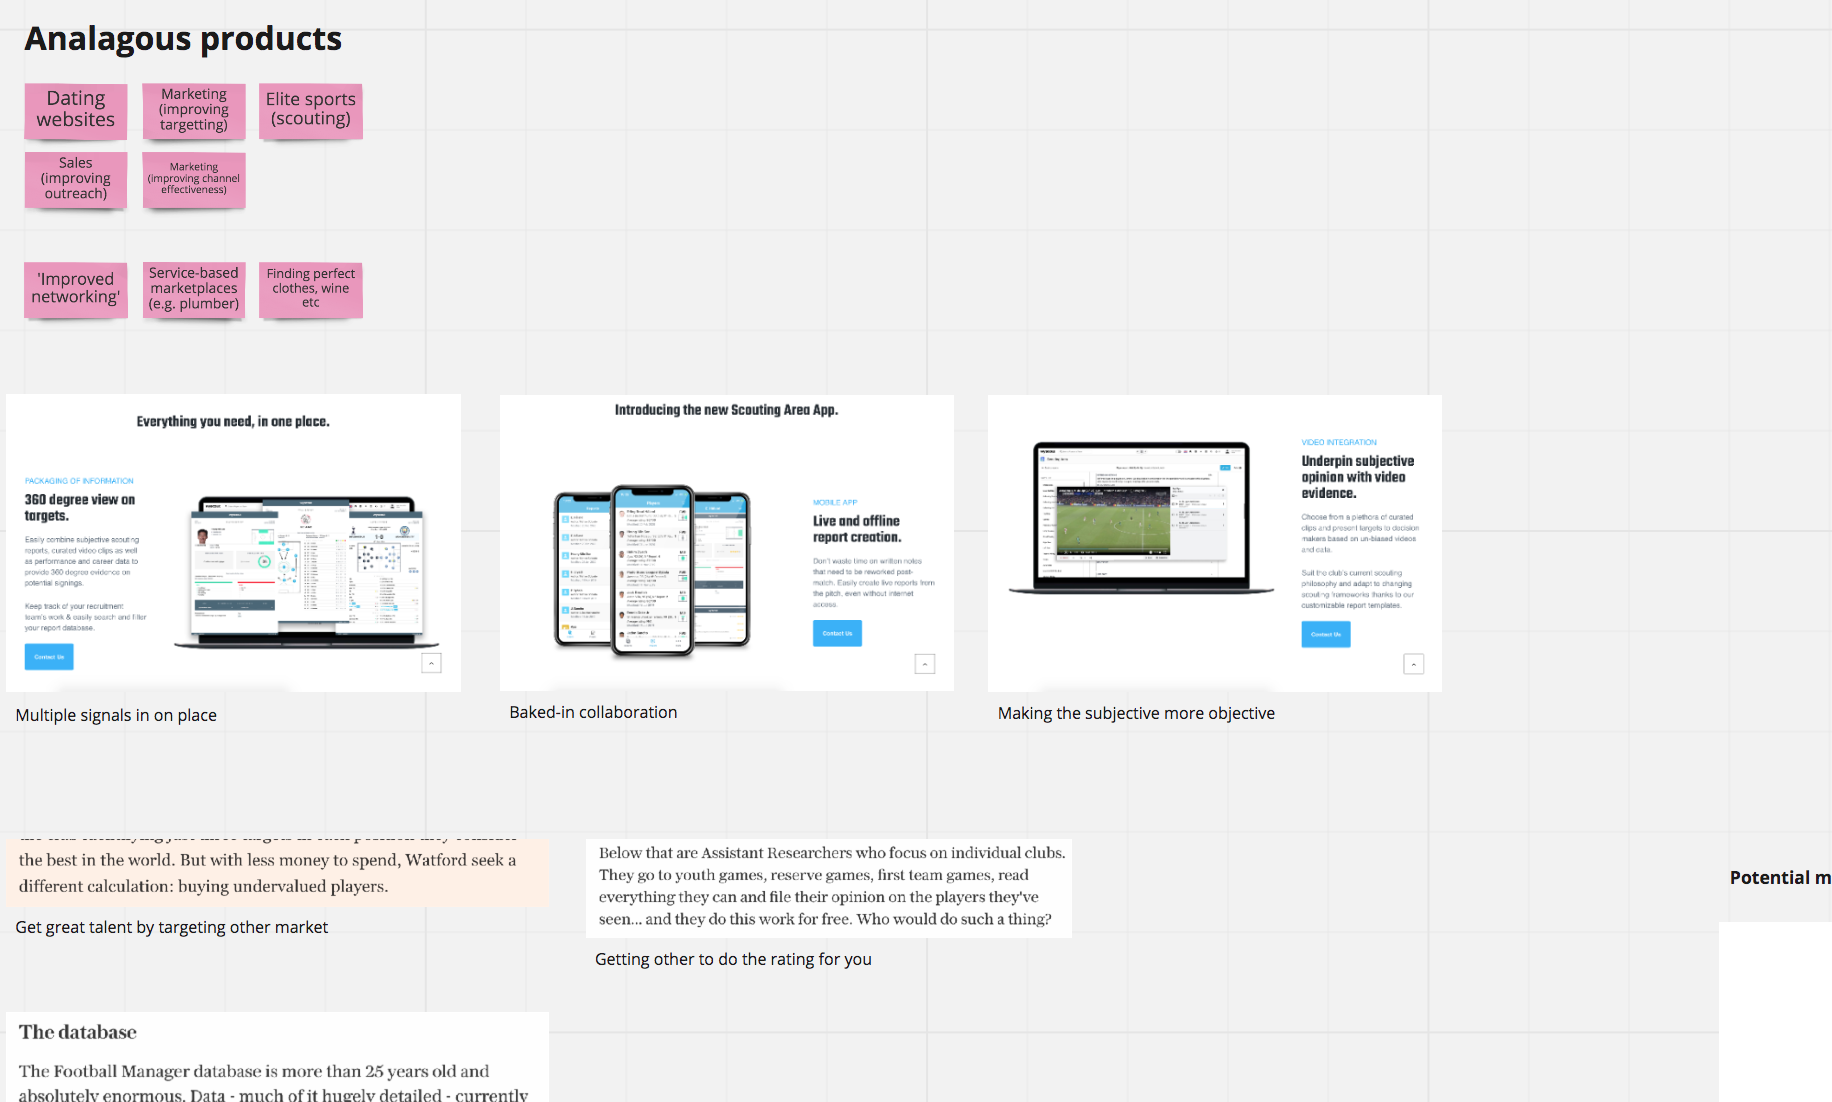 Analagous products
Dating
websites
Marketing
(improving
targetting)
Elite sports
(scouting)
Sales
(improving
outreach)
Marketing
(improving channel
effectiveness)
'Improved
networking'
Service-based
marketplaces
(e.g. plumber)
Finding perfect
clothes, wine
etc
Everything you need, in one place.
PACKAGING OF INFORMATION
360 degree view on
targets.
Easily combine subjective scouting
reports, curated video clips as well
as performance and career data to
provide 360 degree evidence on
potential signings.
Keep track of your recruitment
team's work & easily search and filter
your report database.
Contact Us
Multiple signals in on place
Introducing the new Scouting Area App.
MOBILE APP
Live and offline
report creation.
Don't waste time on written notes
that need to be reworked post-
match. Easily create live reports from
the pitch, even without internet
access.
Contact Us
Baked-in collaboration
VIDEO INTEGRATION
Underpin subjective
opinion with video
evidence.
Choose from a plethora of curated
clips and present targets to decision
makers based on un-biased videos
and data.
Suit the club's current scouting
philosophy and adapt to changing
scouting frameworks thanks to our
customizable report templates.
Contact Us
Making the subjective more objective
the best in the world. But with less money to spend, Watford seek a
different calculation: buying undervalued players.
Get great talent by targeting other market
Below that are Assistant Researchers who focus on individual clubs.
They go to youth games, reserve games, first team games, read
everything they can and file their opinion on the players they've
seen... and they do this work for free. Who would do such a thing?
Getting other to do the rating for you
Potential m
The database
The Football Manager database is more than 25 years old and
absolutely enormous. Data - much of it hugely detailed - currently